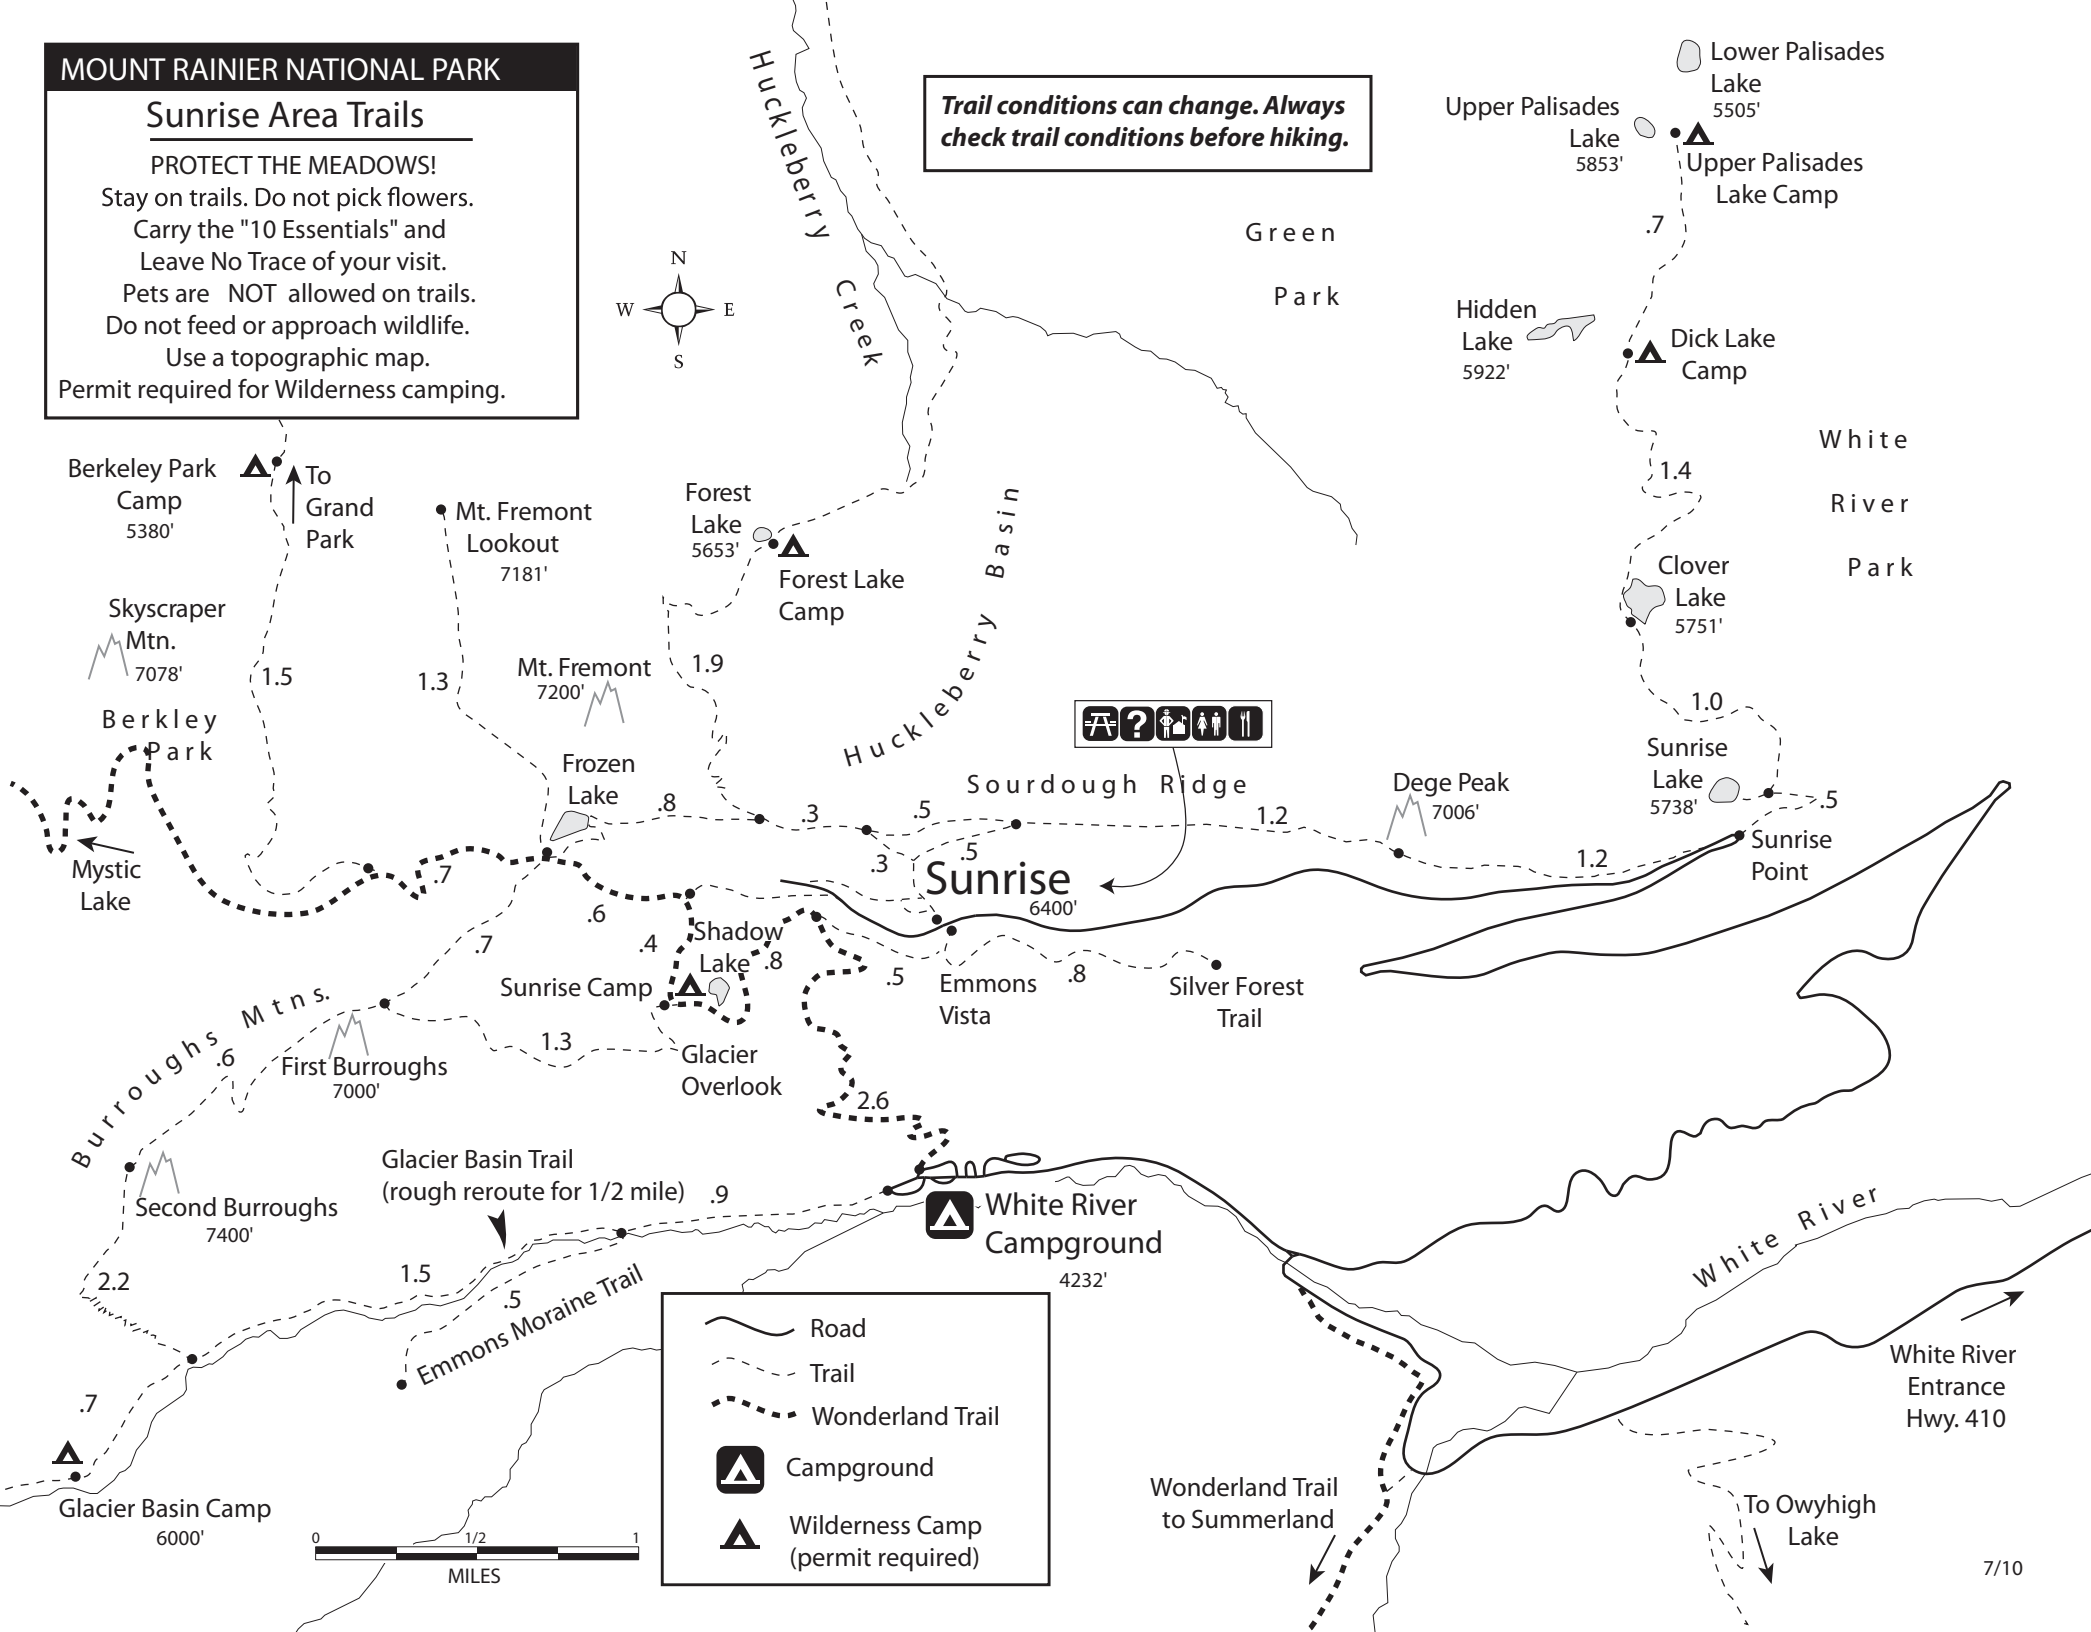 MOUNT RAINIER NATIONAL PARK
Sunrise Area Trails
PROTECT THE MEADOWS!
Stay on trails. Do not pick flowers.
Carry the "10 Essentials" and
Leave No Trace of your visit.
Pets are NOT allowed on trails.
Do not feed or approach wildlife.
Use a topographic map.
Permit required for Wilderness camping.
Trail conditions can change. Always
check trail conditions before hiking.
Huckleberry Creek
N
W
E
S
Green
Park
Lower Palisades
Lake
5505'
Upper Palisades
Lake
5853'
Upper Palisades
Lake Camp
.7
Hidden
Lake
5922'
Dick Lake
Camp
White
River
Park
1.4
Clover
Lake
5751'
1.0
Sunrise
Lake
5738'
.5
Sunrise
Point
Berkeley Park
Camp
5380'
To
Grand
Park
Mt. Fremont
Lookout
7181'
Forest
Lake
5653'
Forest Lake
Camp
Huckleberry Basin
Skyscraper
Mtn.
7078'
1.5
1.3
Mt. Fremont
7200'
1.9
Berkley
Park
Frozen
Lake
.8
.3
.5
Sourdough Ridge
?
1.2
Dege Peak
7006'
1.2
Mystic
Lake
.7
.6
.3
.5
Sunrise
6400'
.7
.4
Shadow
Lake
.8
.5
Emmons
Vista
.8
Silver Forest
Trail
Sunrise Camp
Burroughs Mtns.
.6
First Burroughs
7000'
1.3
Glacier
Overlook
2.6
Second Burroughs
7400'
Glacier Basin Trail
(rough reroute for 1/2 mile)
.9
White River
Campground
4232'
2.2
1.5
.5
Emmons Moraine Trail
.7
Glacier Basin Camp
6000'
0
1/2
1
MILES
Road
Trail
Wonderland Trail
Campground
Wilderness Camp
(permit required)
White River
White River
Entrance
Hwy. 410
Wonderland Trail
to Summerland
To Owyhigh
Lake
7/10